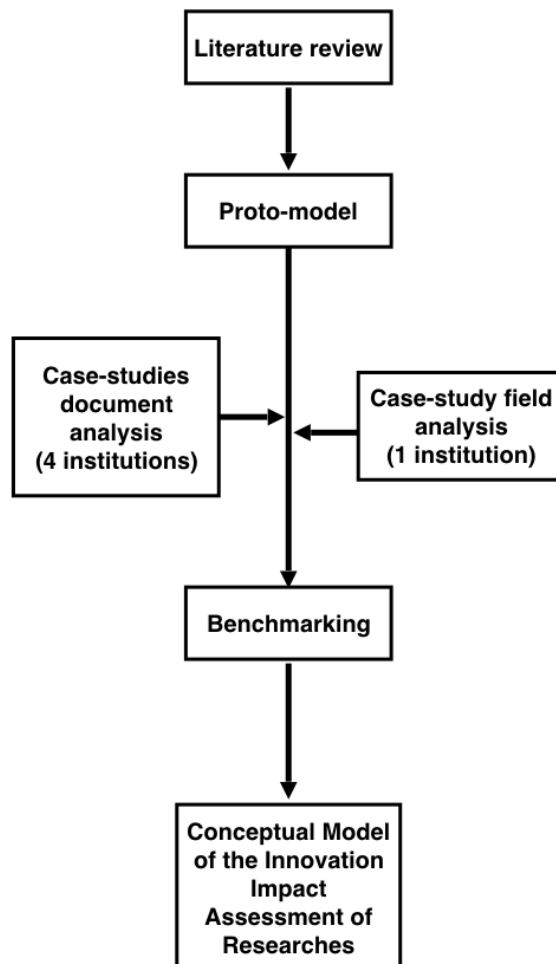 Literature review
Proto-model
Case-studies
document
analysis
(4 institutions)
Case-study field
analysis
(1 institution)
Benchmarking
Conceptual Model
of the Innovation
Impact
Assessment of
Researches